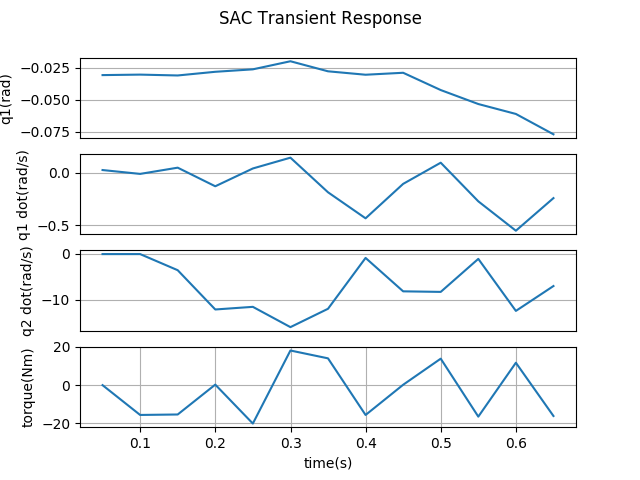 SAC Transient Response
q1(rad)
−0.025
−0.050
−0.075
q1 dot(rad/s)
0.0
−0.5
q2 dot(rad/s)
0
−10
torque(Nm)
20
0
−20
0.1 0.2 0.3 0.4 0.5 0.6
time(s)